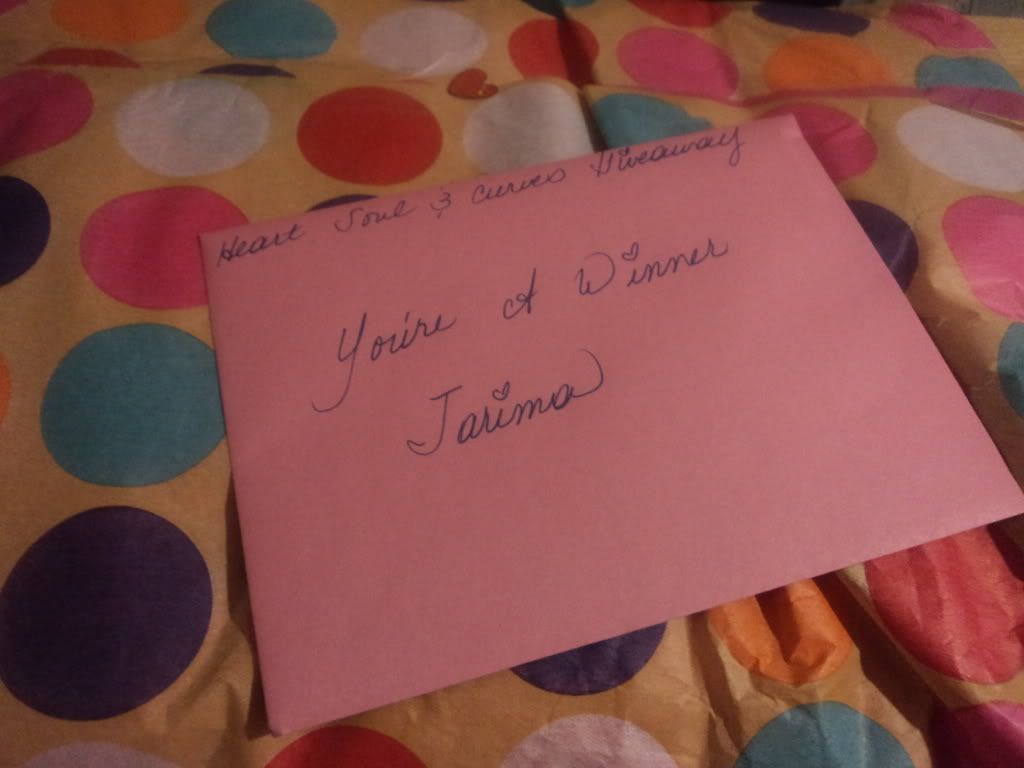 Heart Soul & Curves Giveaway
You're A Winner
Jarima